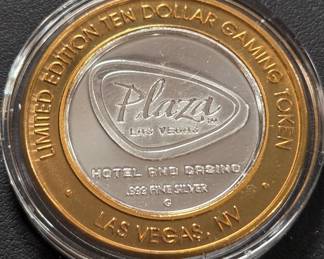 LIMITED EDITION TEN DOLLAR GAMING TOKEN
Plaza
LAS VEGAS
HOTEL AND CASINO
.999 FINE SILVER
G
LAS VEGAS, NV